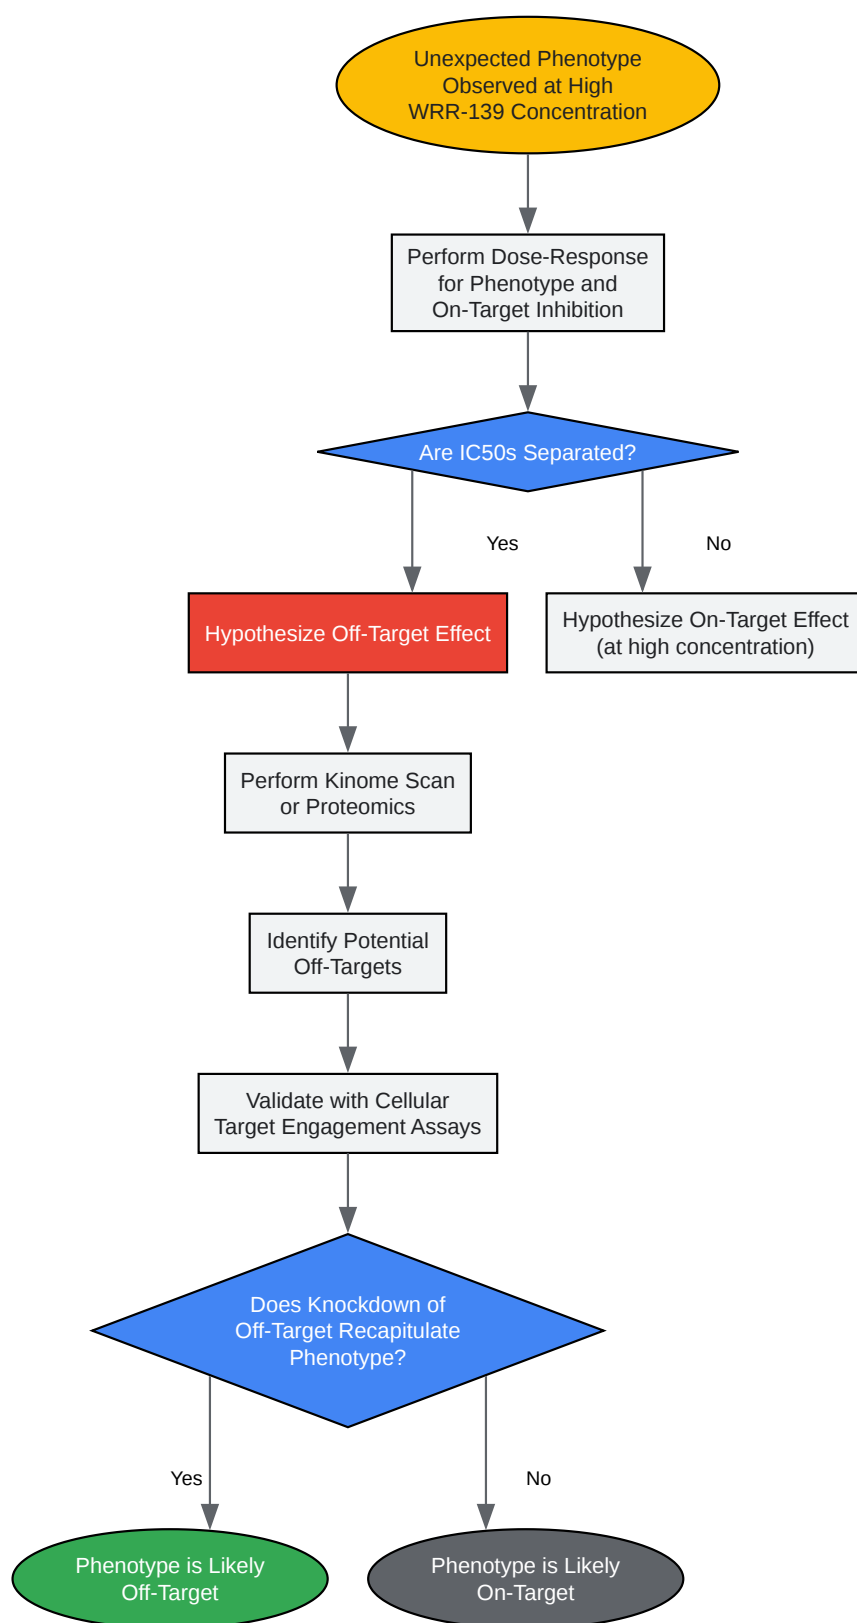 Unexpected Phenotype
Observed at High
WRR-139 Concentration
Perform Dose-Response
for Phenotype and
On-Target Inhibition
Are IC50s Separated?
Yes
No
Hypothesize Off-Target Effect
Hypothesize On-Target Effect
(at high concentration)
Perform Kinome Scan
or Proteomics
Identify Potential
Off-Targets
Validate with Cellular
Target Engagement Assays
Does Knockdown of
Off-Target Recapitulate
Phenotype?
Yes
No
Phenotype is Likely
Off-Target
Phenotype is Likely
On-Target